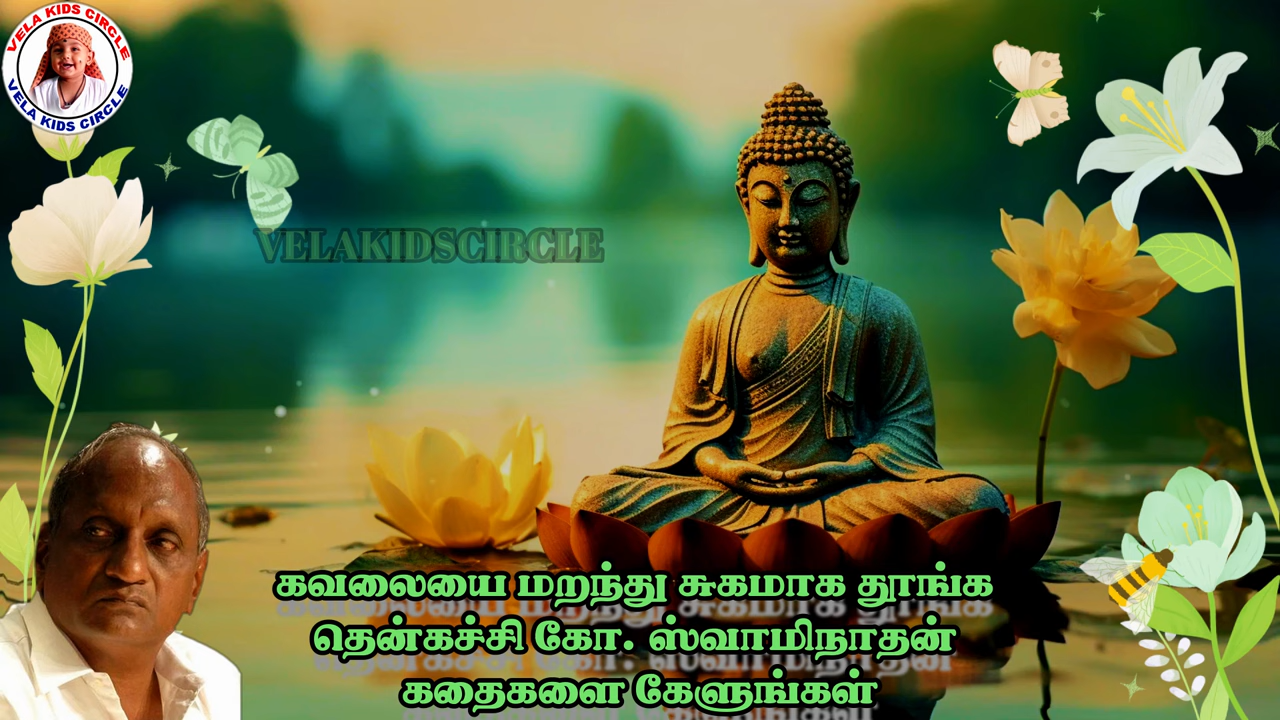 VELA KIDS CIRCLE
VELA KIDS CIRCLE
VELAKIDSCIRCLE
கவலையை மறந்து சுகமாக தூங்க
தென்கச்சி கோ. ஸ்வாமிநாதன்
கதைகளை கேளுங்கள்